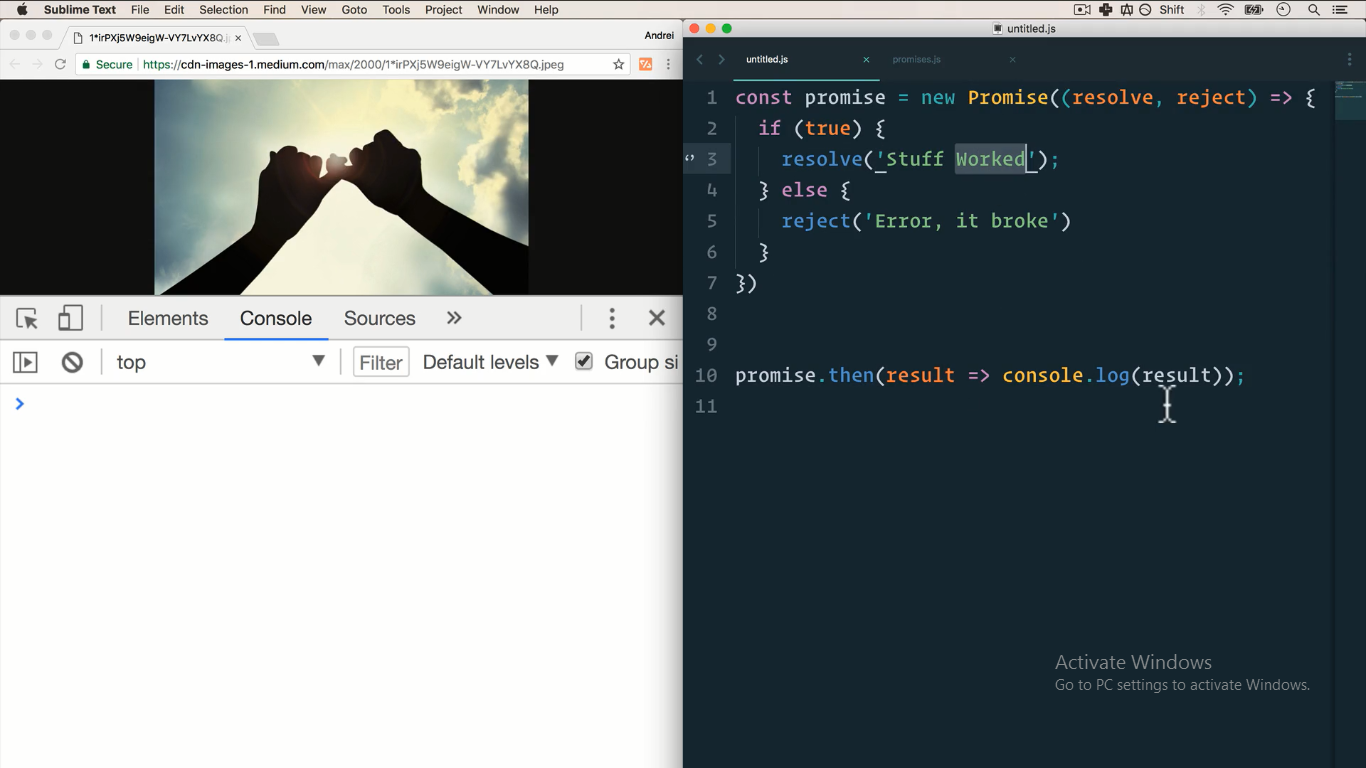 Sublime Text File Edit Selection Find View Goto Tools Project Window Help Shift
1*irPXj5W9eigW-VY7LvYX8Q.j Andrei
Secure https://cdn-images-1.medium.com/max/2000/1*irPXj5W9eigW-VY7LvYX8Q.jpeg
Elements Console Sources
top Filter Default levels Group si
untitled.js
untitled.js promises.js
1 const promise = new Promise((resolve, reject) => {
2 if (true) {
3 resolve('Stuff Worked');
4 } else {
5 reject('Error, it broke')
6 }
7 })
8
9
10 promise.then(result => console.log(result));
11
Activate Windows
Go to PC settings to activate Windows.